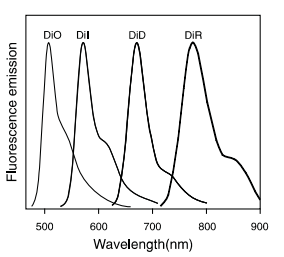 DiO DiI DiD DiR
Fluorescence emission
500 600 700 800 900
Wavelength(nm)